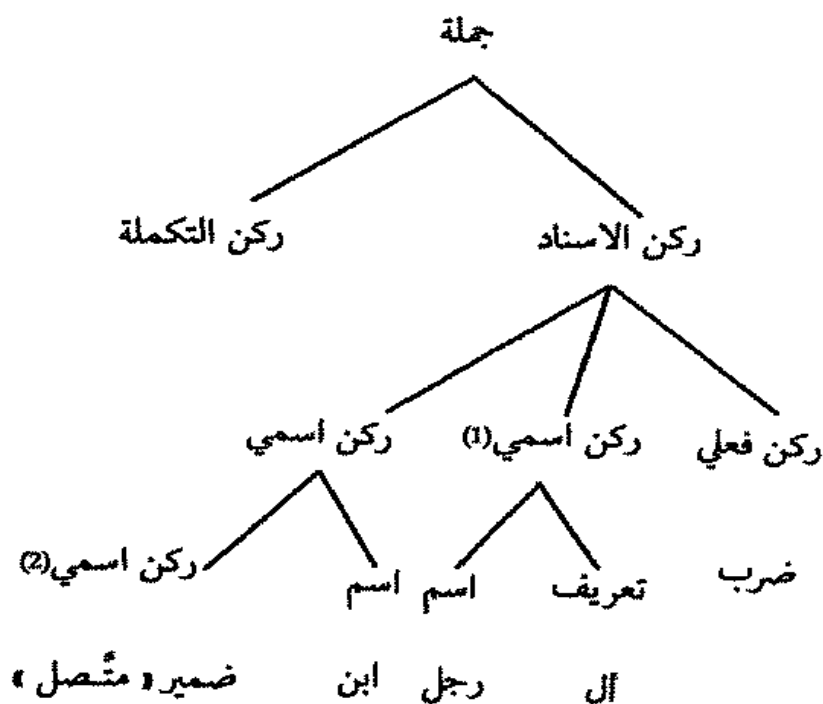 جملة
ركن الاسناد ركن التكملة
ركن فعلي ركن اسمي(1) ركن اسمي
ضرب تعريف اسم اسم ركن اسمي(2)
ال رجل ابن ضمير « متّصل »